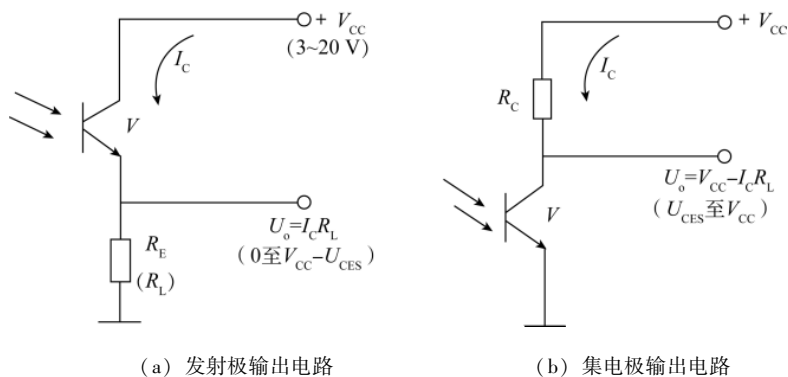 + V_CC
(3~20 V)
I_C
V
U_o=I_CR_L
(0至V_CC–U_CES)
R_E
(R_L)
(a) 发射极输出电路
+ V_CC
I_C
R_C
U_o=V_CC–I_CR_L
(U_CES至V_CC)
V
(b) 集电极输出电路